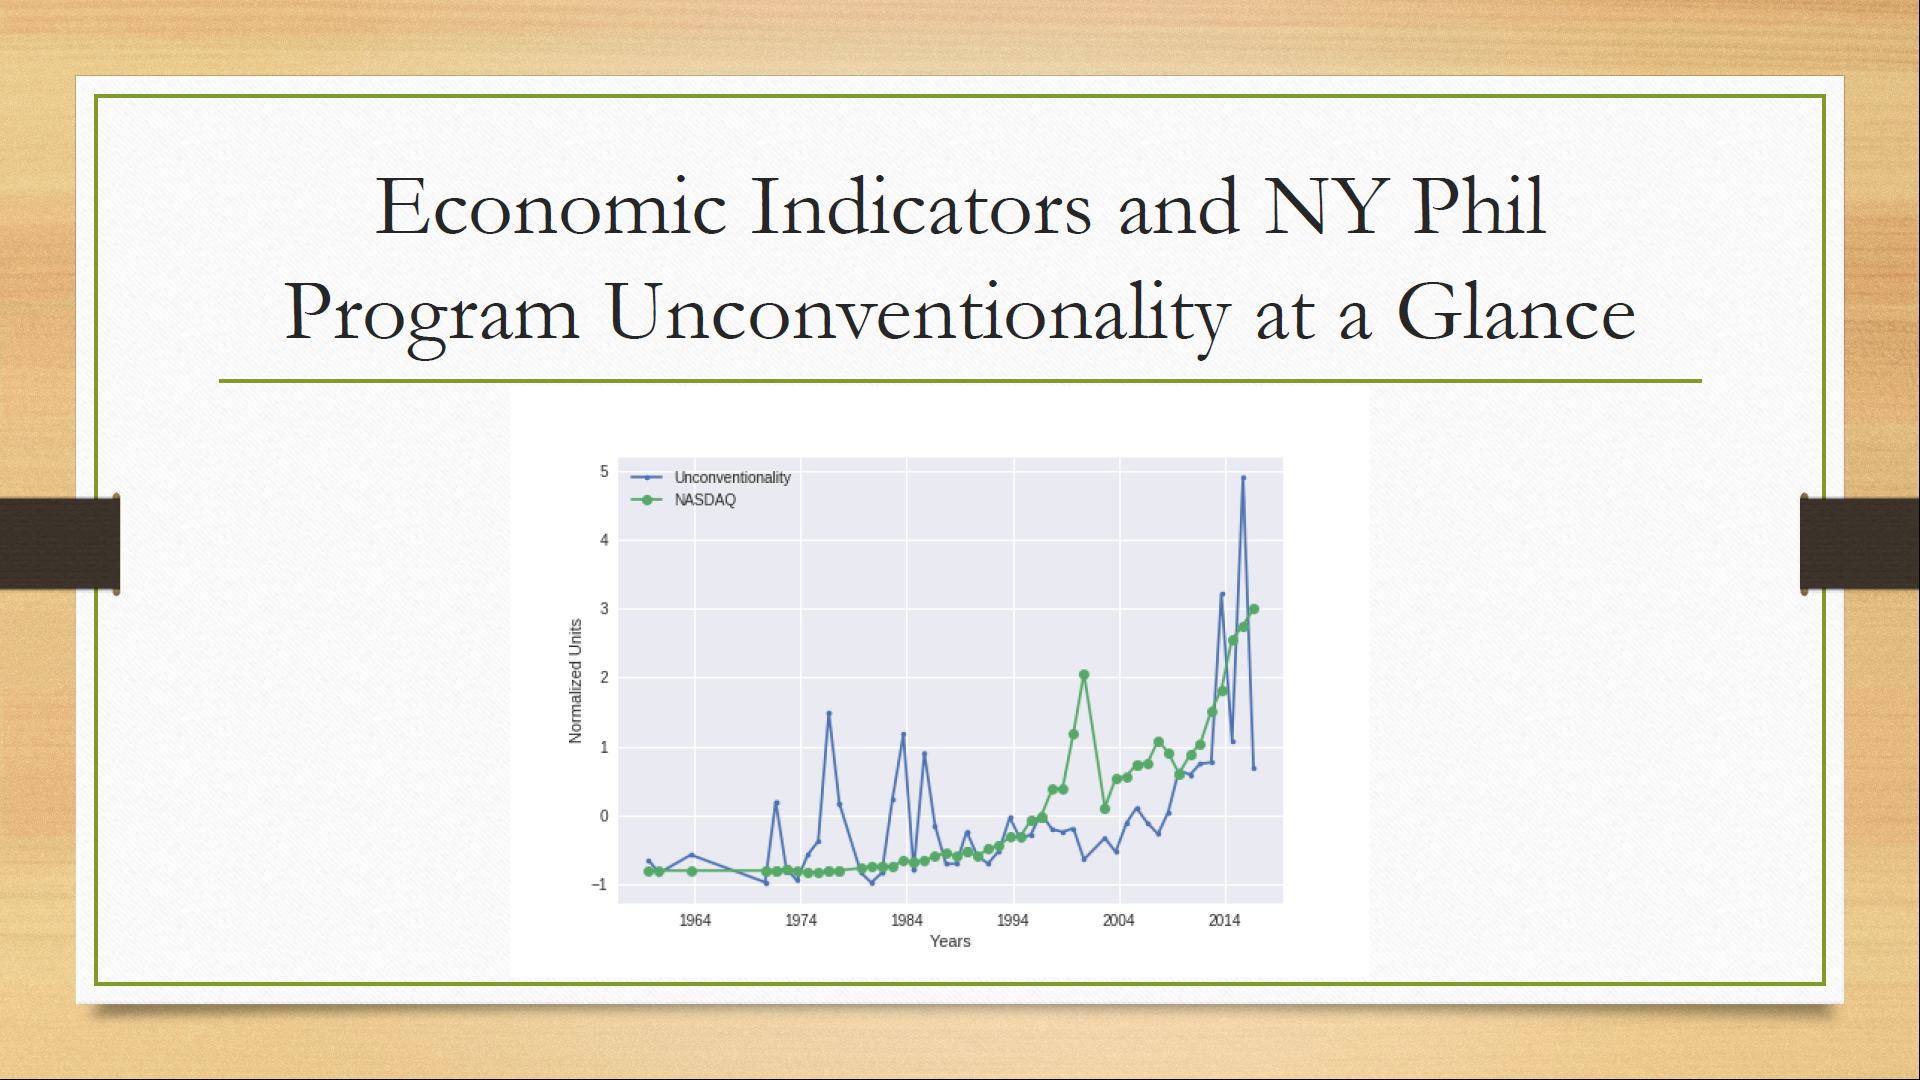 Economic Indicators and NY Phil
Program Unconventionality at a Glance
Unconventionality
NASDAQ
5
4
3
2
1
0
−1
Normalized Units
1964 1974 1984 1994 2004 2014
Years